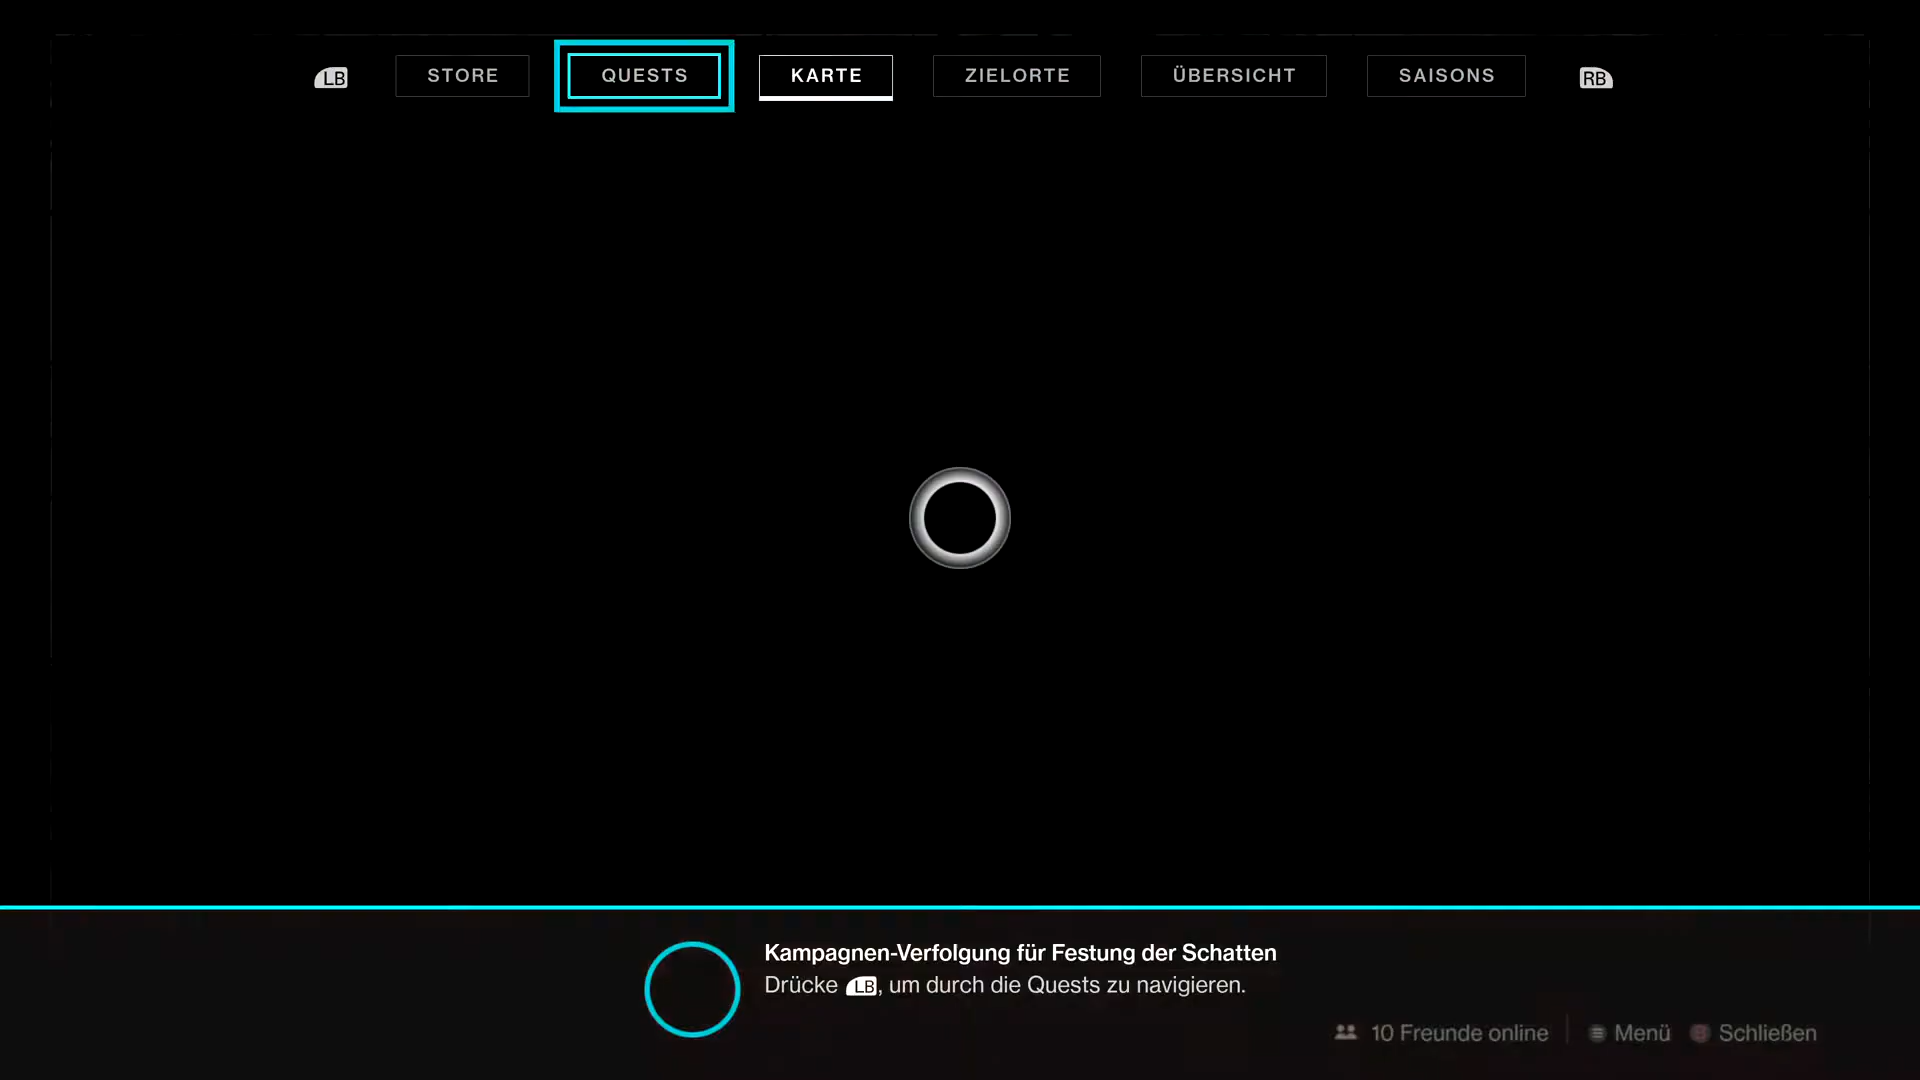 LB
STORE
QUESTS
KARTE
ZIELORTE
ÜBERSICHT
SAISONS
RB
Kampagnen-Verfolgung für Festung der Schatten
Drücke LB, um durch die Quests zu navigieren.
10 Freunde online
Menü
Schließen